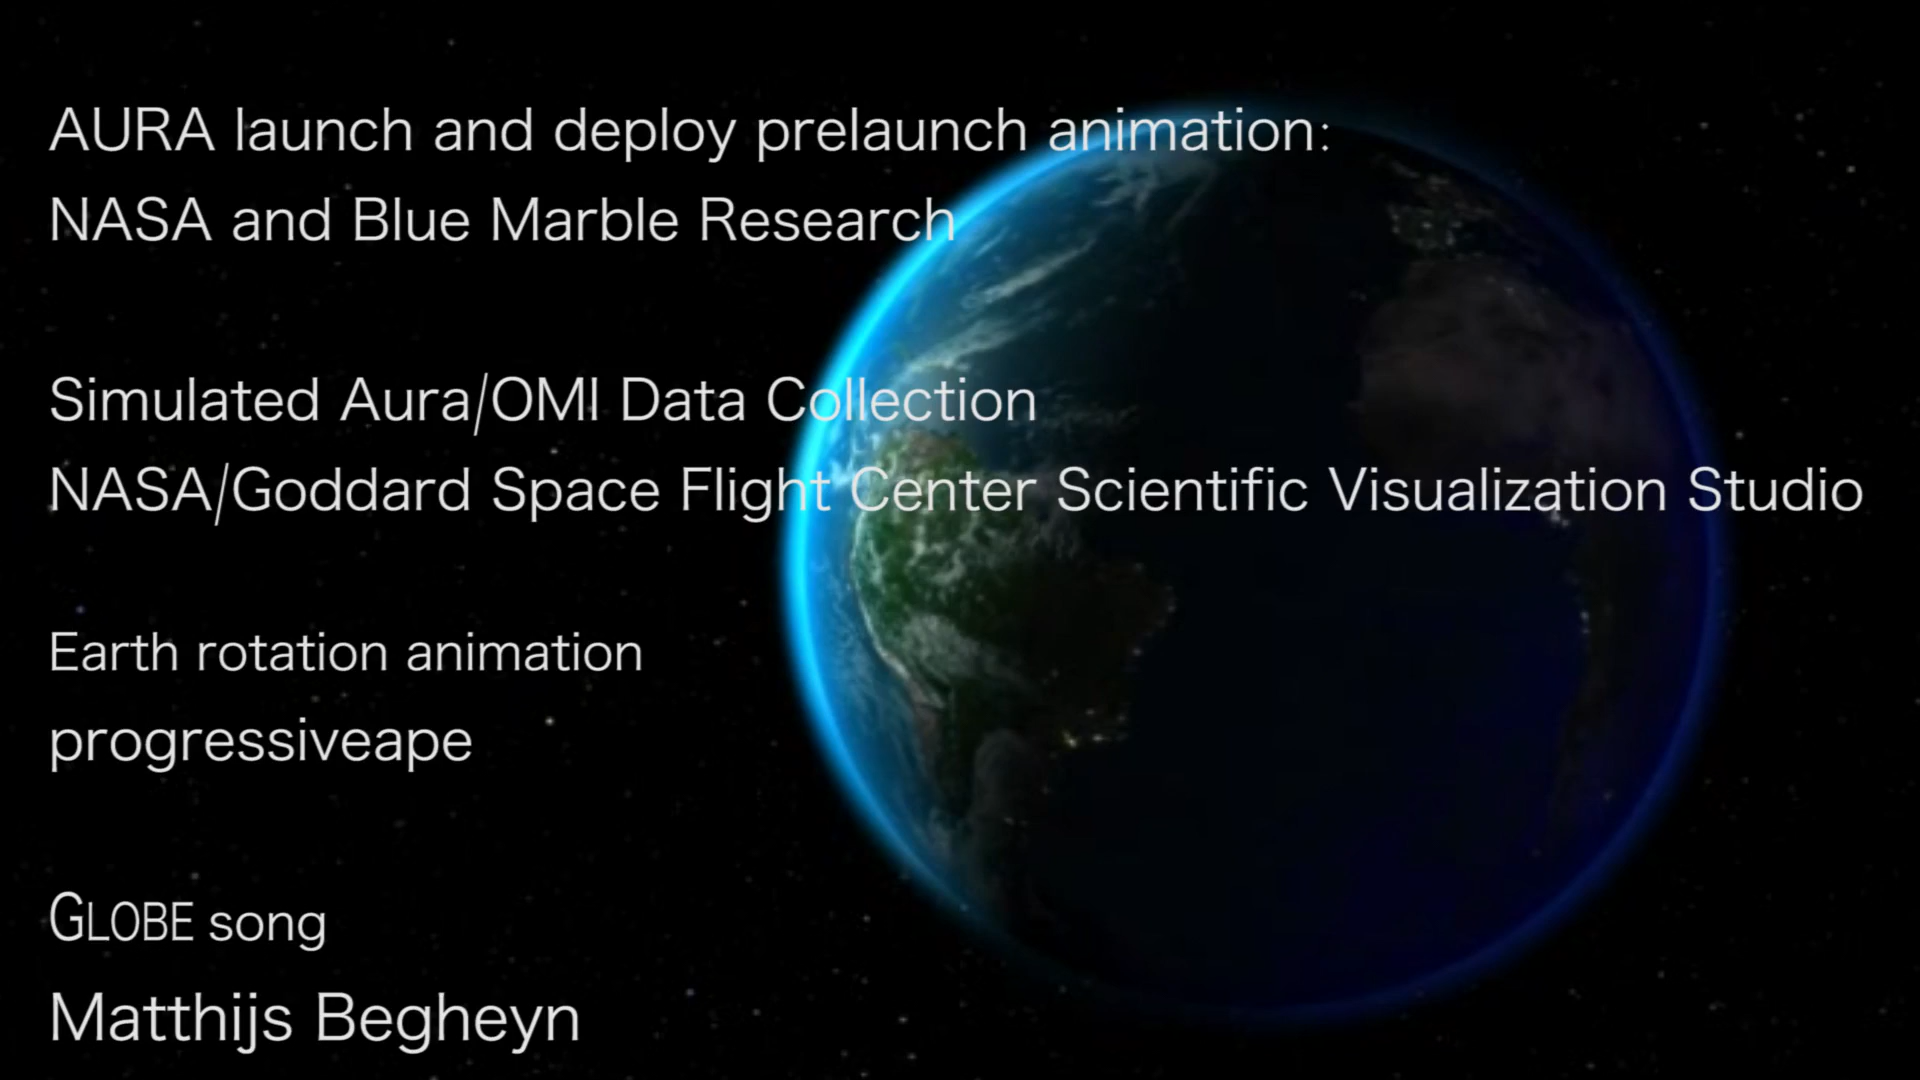 AURA launch and deploy prelaunch animation:
NASA and Blue Marble Research
Simulated Aura/OMI Data Collection
NASA/Goddard Space Flight Center Scientific Visualization Studio
Earth rotation animation
progressiveape
GLOBE song
Matthijs Begheyn